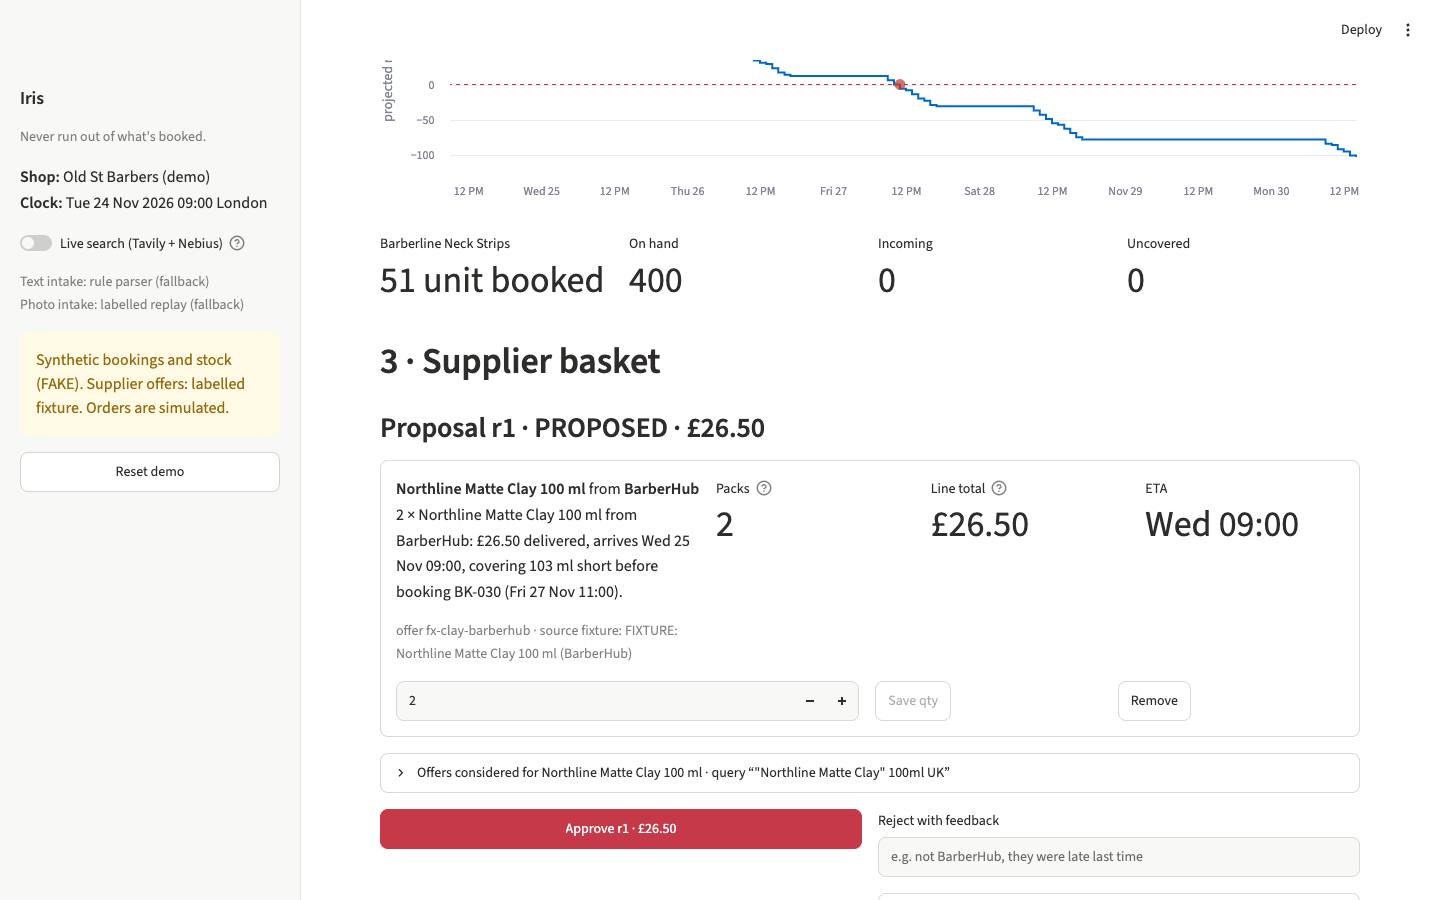 Deploy
Iris
Never run out of what's booked.
Shop: Old St Barbers (demo)
Clock: Tue 24 Nov 2026 09:00 London
Live search (Tavily + Nebius)
Text intake: rule parser (fallback)
Photo intake: labelled replay (fallback)
Synthetic bookings and stock
(FAKE). Supplier offers: labelled
fixture. Orders are simulated.
Reset demo
projected
0
−50
−100
12 PM Wed 25 12 PM Thu 26 12 PM Fri 27 12 PM Sat 28 12 PM Nov 29 12 PM Mon 30 12 PM
Barberline Neck Strips On hand Incoming Uncovered
51 unit booked 400 0 0
3 · Supplier basket
Proposal r1 · PROPOSED · £26.50
Northline Matte Clay 100 ml from BarberHub
2 × Northline Matte Clay 100 ml from
BarberHub: £26.50 delivered, arrives Wed 25
Nov 09:00, covering 103 ml short before
booking BK-030 (Fri 27 Nov 11:00).
offer fx-clay-barberhub · source fixture: FIXTURE:
Northline Matte Clay 100 ml (BarberHub)
Packs Line total ETA
2 £26.50 Wed 09:00
2 Save qty Remove
Offers considered for Northline Matte Clay 100 ml · query “"Northline Matte Clay" 100ml UK”
Approve r1 · £26.50
Reject with feedback
e.g. not BarberHub, they were late last time